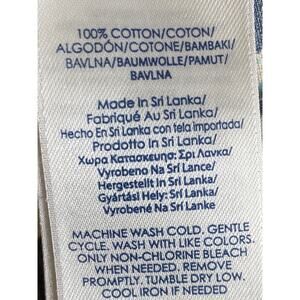 100% COTTON/COTON/
ALGODÓN/COTONE/BAMBAKI/
BAVLNA/BAUMWOLLE/PAMUT/
BAVLNA
Made In Sri Lanka/
Fabriqué Au Sri Lanka/
Hecho En Sri Lanka con tela importada/
Prodotto In Sri Lanka/
Χωρα Κατασκευησ: Σρι Λανκα/
Vyrobeno Na Srí Lance/
Hergestellt in Sri Lanka/
Gyártási Hely: Srí Lanka/
Vyrobené Na Srí Lanke
MACHINE WASH COLD. GENTLE
CYCLE. WASH WITH LIKE COLORS.
ONLY NON-CHLORINE BLEACH
WHEN NEEDED. REMOVE
PROMPTLY. TUMBLE DRY LOW.
COOL IRON IF NEEDED